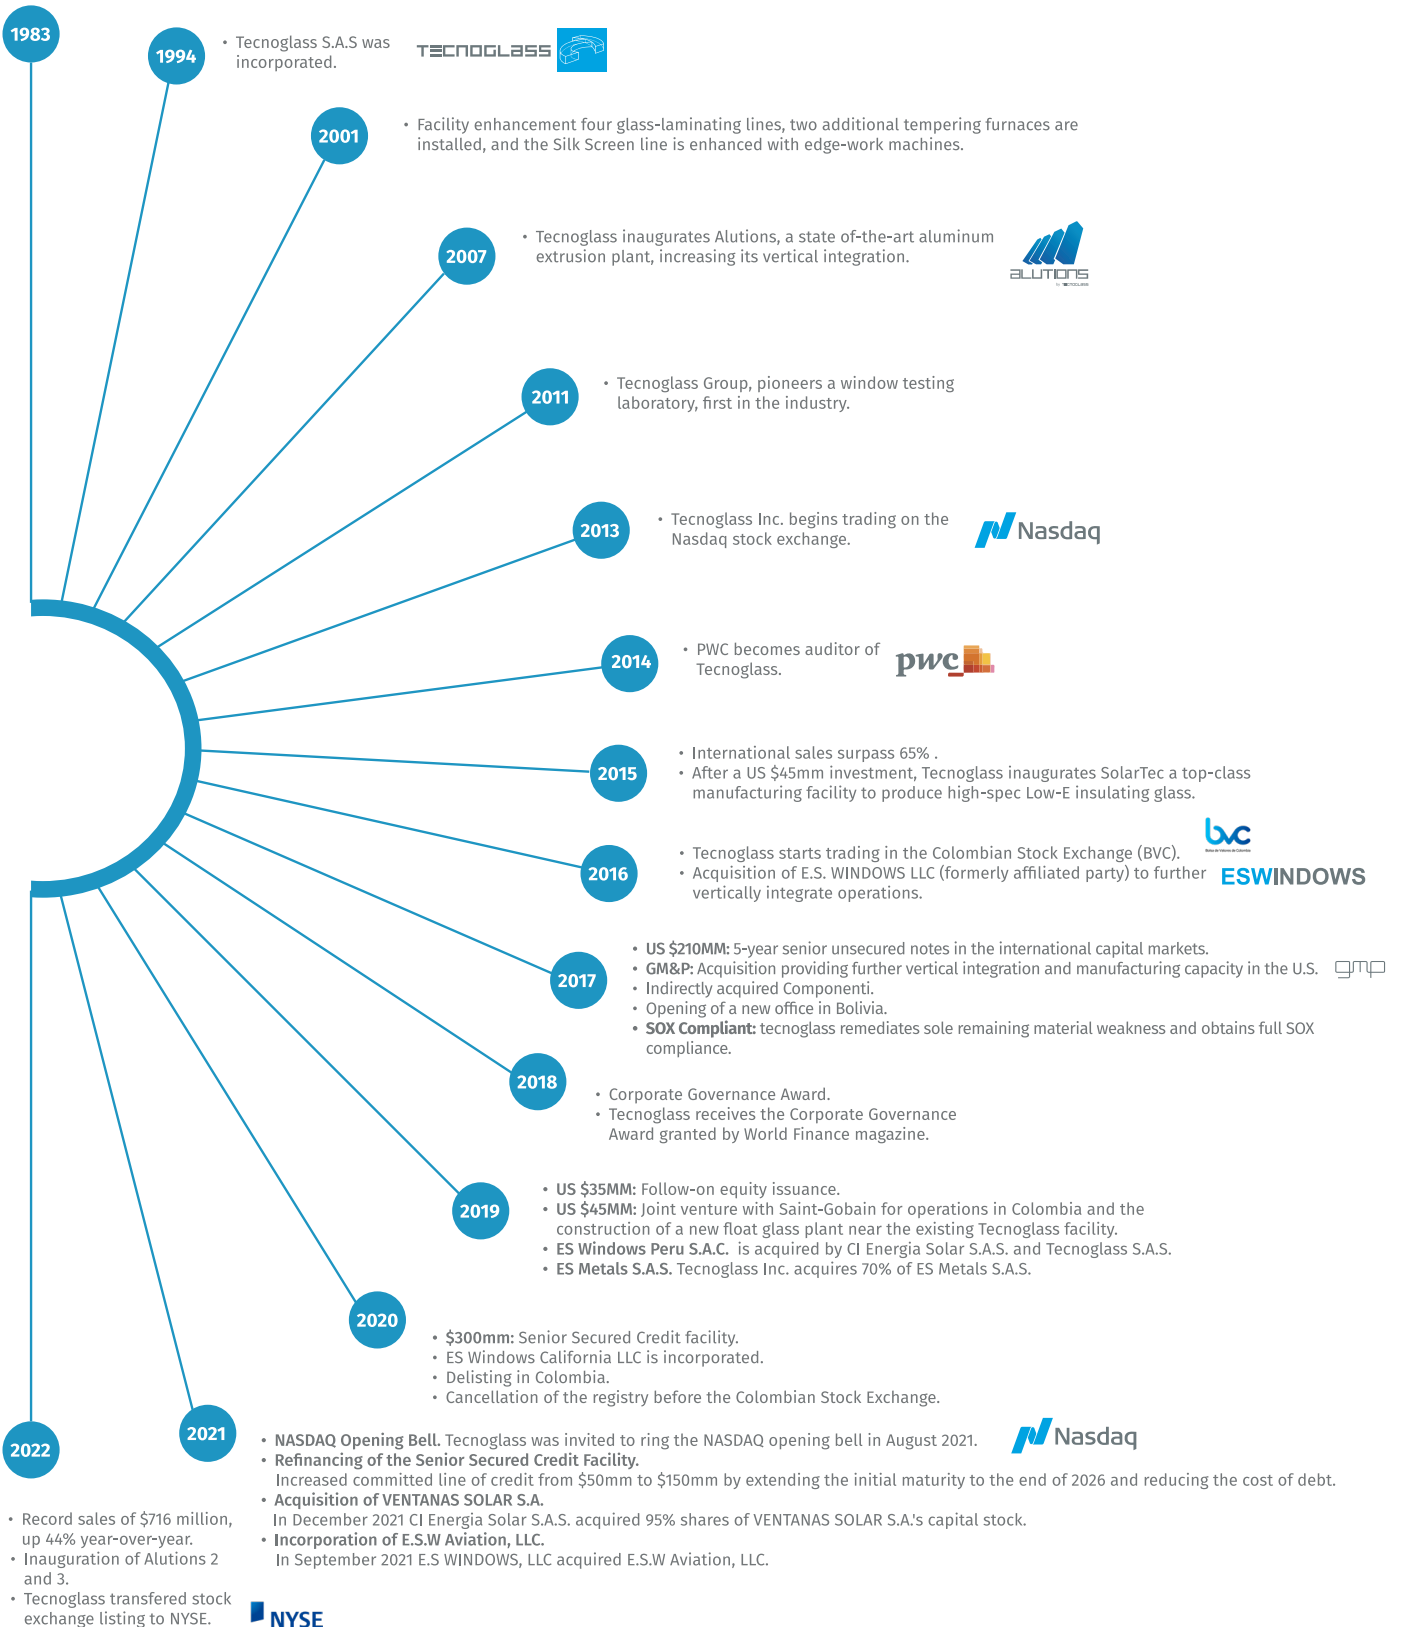 1983
1994
• Tecnoglass S.A.S was
incorporated.
TECNOGLASS
2001
• Facility enhancement four glass-laminating lines, two additional tempering furnaces are
installed, and the Silk Screen line is enhanced with edge-work machines.
2007
• Tecnoglass inaugurates Alutions, a state of-the-art aluminum
extrusion plant, increasing its vertical integration.
ALUTIONS
by TECNOGLASS
2011
• Tecnoglass Group, pioneers a window testing
laboratory, first in the industry.
2013
• Tecnoglass Inc. begins trading on the
Nasdaq stock exchange.
Nasdaq
2014
• PWC becomes auditor of
Tecnoglass.
pwc
2015
• International sales surpass 65% .
• After a US $45mm investment, Tecnoglass inaugurates SolarTec a top-class
manufacturing facility to produce high-spec Low-E insulating glass.
2016
• Tecnoglass starts trading in the Colombian Stock Exchange (BVC).
bvc
Bolsa de Valores de Colombia
• Acquisition of E.S. WINDOWS LLC (formerly affiliated party) to further
vertically integrate operations.
ESWINDOWS
2017
• US $210MM: 5-year senior unsecured notes in the international capital markets.
• GM&P: Acquisition providing further vertical integration and manufacturing capacity in the U.S.
gmp
• Indirectly acquired Componenti.
• Opening of a new office in Bolivia.
• SOX Compliant: tecnoglass remediates sole remaining material weakness and obtains full SOX
compliance.
2018
• Corporate Governance Award.
• Tecnoglass receives the Corporate Governance
Award granted by World Finance magazine.
2019
• US $35MM: Follow-on equity issuance.
• US $45MM: Joint venture with Saint-Gobain for operations in Colombia and the
construction of a new float glass plant near the existing Tecnoglass facility.
• ES Windows Peru S.A.C. is acquired by CI Energia Solar S.A.S. and Tecnoglass S.A.S.
• ES Metals S.A.S. Tecnoglass Inc. acquires 70% of ES Metals S.A.S.
2020
• $300mm: Senior Secured Credit facility.
• ES Windows California LLC is incorporated.
• Delisting in Colombia.
• Cancellation of the registry before the Colombian Stock Exchange.
2021
• NASDAQ Opening Bell. Tecnoglass was invited to ring the NASDAQ opening bell in August 2021.
Nasdaq
• Refinancing of the Senior Secured Credit Facility.
Increased committed line of credit from $50mm to $150mm by extending the initial maturity to the end of 2026 and reducing the cost of debt.
• Acquisition of VENTANAS SOLAR S.A.
In December 2021 CI Energia Solar S.A.S. acquired 95% shares of VENTANAS SOLAR S.A.'s capital stock.
• Incorporation of E.S.W Aviation, LLC.
In September 2021 E.S WINDOWS, LLC acquired E.S.W Aviation, LLC.
2022
• Record sales of $716 million,
up 44% year-over-year.
• Inauguration of Alutions 2
and 3.
• Tecnoglass transfered stock
exchange listing to NYSE.
NYSE